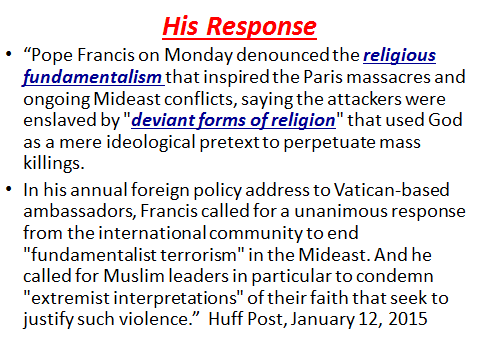 His Response
• “Pope Francis on Monday denounced the religious
fundamentalism that inspired the Paris massacres and
ongoing Mideast conflicts, saying the attackers were
enslaved by "deviant forms of religion" that used God
as a mere ideological pretext to perpetuate mass
killings.
• In his annual foreign policy address to Vatican-based
ambassadors, Francis called for a unanimous response
from the international community to end
"fundamentalist terrorism" in the Mideast. And he
called for Muslim leaders in particular to condemn
"extremist interpretations" of their faith that seek to
justify such violence.” Huff Post, January 12, 2015